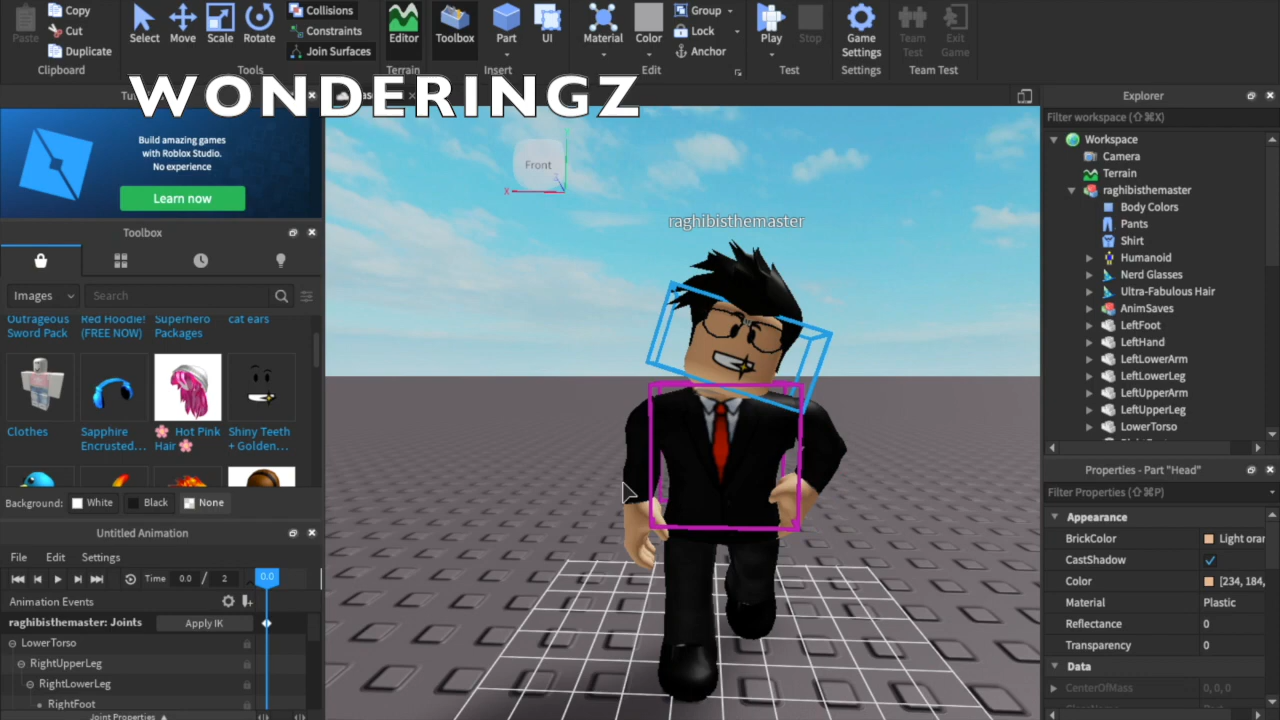 Paste
Copy
Cut
Duplicate
Clipboard
Select
Move
Scale
Rotate
Collisions
Constraints
Join Surfaces
Tools
Editor
Terrain
Toolbox
Part
UI
Insert
Material
Color
Group
Lock
Anchor
Edit
Play
Stop
Test
Game
Settings
Settings
Team
Test
Exit
Game
Team Test
WONDERINGZ
Build amazing games
with Roblox Studio.
No experience
Learn now
Toolbox
Images
Search
Outrageous
Sword Pack
Red Hoodie!
(FREE NOW)
Superhero
Packages
cat ears
Clothes
Sapphire
Encrusted...
🌸 Hot Pink
Hair 🌸
Shiny Teeth
+ Golden...
Background: White Black None
Untitled Animation
File Edit Settings
Time 0.0 / 2 0.0
Animation Events
raghibisthemaster: Joints Apply IK
LowerTorso
RightUpperLeg
RightLowerLeg
RightFoot
Joint Properties
Front
X
raghibisthemaster
Explorer
Filter workspace (⇧⌘X)
Workspace
Camera
Terrain
raghibisthemaster
Body Colors
Pants
Shirt
Humanoid
Nerd Glasses
Ultra-Fabulous Hair
AnimSaves
LeftFoot
LeftHand
LeftLowerArm
LeftLowerLeg
LeftUpperArm
LeftUpperLeg
LowerTorso
Properties - Part "Head"
Filter Properties (⇧⌘P)
Appearance
BrickColor Light oran
CastShadow
Color [234, 184,
Material Plastic
Reflectance 0
Transparency 0
Data
CenterOfMass 0, 0, 0